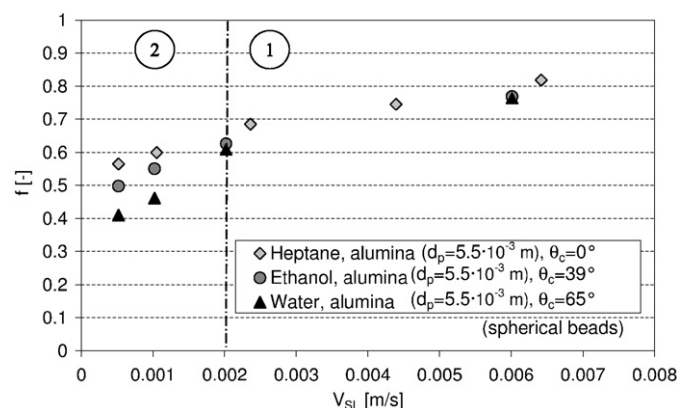 1
0.9
0.8
0.7
0.6
0.5
0.4
0.3
0.2
0.1
0
f [-]
2
1
Heptane, alumina (dp=5.5·10-3 m), θc=0°
Ethanol, alumina (dp=5.5·10-3 m), θc=39°
Water, alumina (dp=5.5·10-3 m), θc=65°
(spherical beads)
0 0.001 0.002 0.003 0.004 0.005 0.006 0.007 0.008
VSL [m/s]